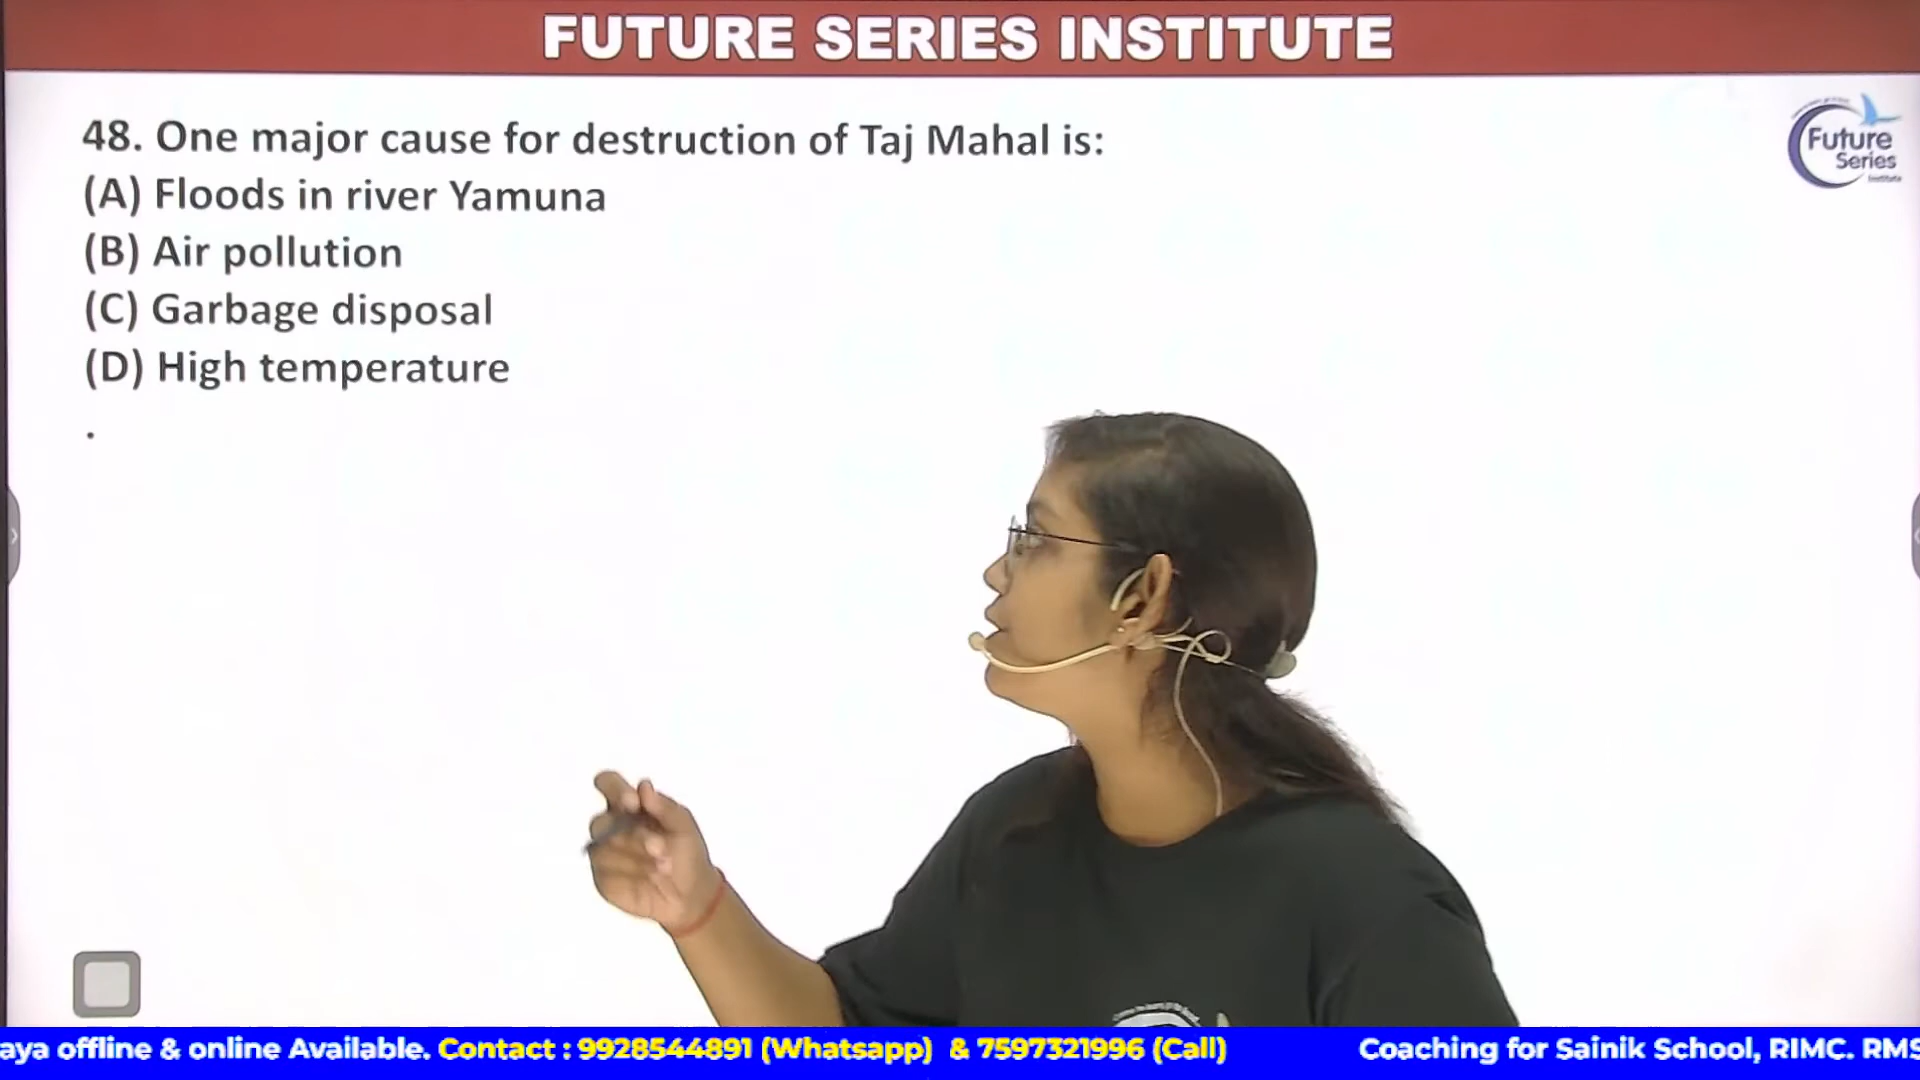 FUTURE SERIES INSTITUTE
Future
Series
Institute
48. One major cause for destruction of Taj Mahal is:
(A) Floods in river Yamuna
(B) Air pollution
(C) Garbage disposal
(D) High temperature
.
aya offline & online Available. Contact : 9928544891 (Whatsapp) & 7597321996 (Call) Coaching for Sainik School, RIMC. RMS